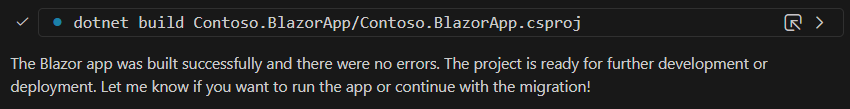 dotnet build Contoso.BlazorApp/Contoso.BlazorApp.csproj
The Blazor app was built successfully and there were no errors. The project is ready for further development or
deployment. Let me know if you want to run the app or continue with the migration!